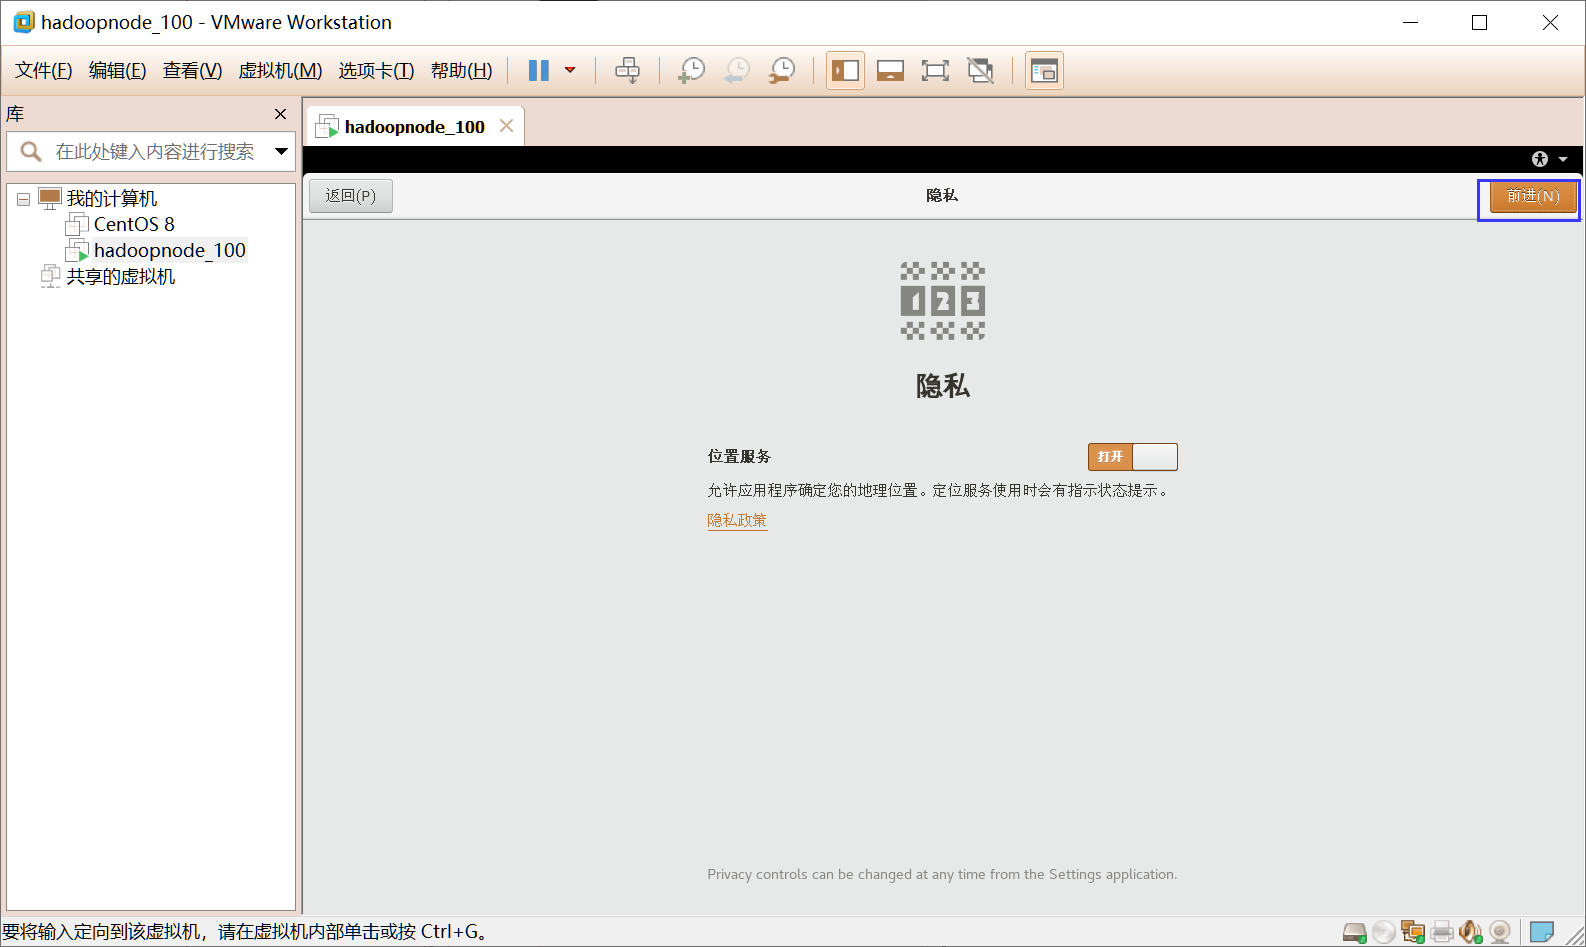 hadoopnode_100 - VMware Workstation
文件(F) 编辑(E) 查看(V) 虚拟机(M) 选项卡(T) 帮助(H)
库
在此处键入内容进行搜索
我的计算机
CentOS 8
hadoopnode_100
共享的虚拟机
hadoopnode_100
返回(P) 隐私 前进(N)
1 2 3
隐私
位置服务 打开
允许应用程序确定您的地理位置。定位服务使用时会有指示状态提示。
隐私政策
Privacy controls can be changed at any time from the Settings application.
要将输入定向到该虚拟机，请在虚拟机内部单击或按 Ctrl+G。